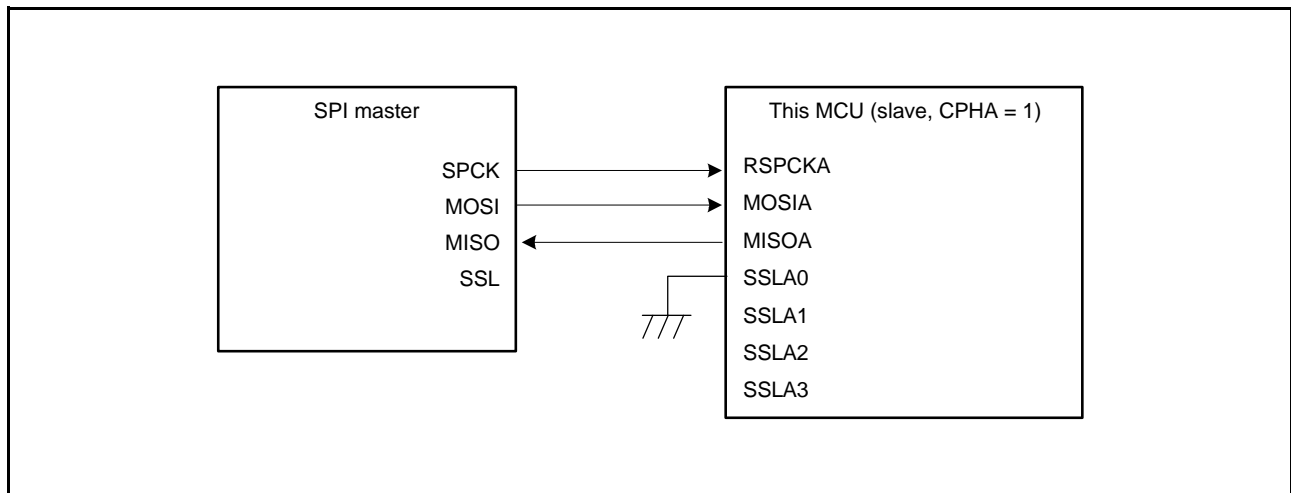 SPI master
SPCK
MOSI
MISO
SSL
This MCU (slave, CPHA = 1)
RSPCKA
MOSIA
MISOA
SSLA0
SSLA1
SSLA2
SSLA3